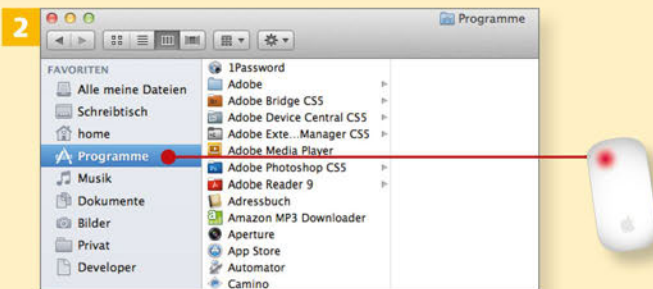 2
Programme
FAVORITEN
Alle meine Dateien
Schreibtisch
home
Programme
Musik
Dokumente
Bilder
Privat
Developer
1Password
Adobe
Adobe Bridge CS5
Adobe Device Central CS5
Adobe Exte...Manager CS5
Adobe Media Player
Adobe Photoshop CS5
Adobe Reader 9
Adressbuch
Amazon MP3 Downloader
Aperture
App Store
Automator
Camino